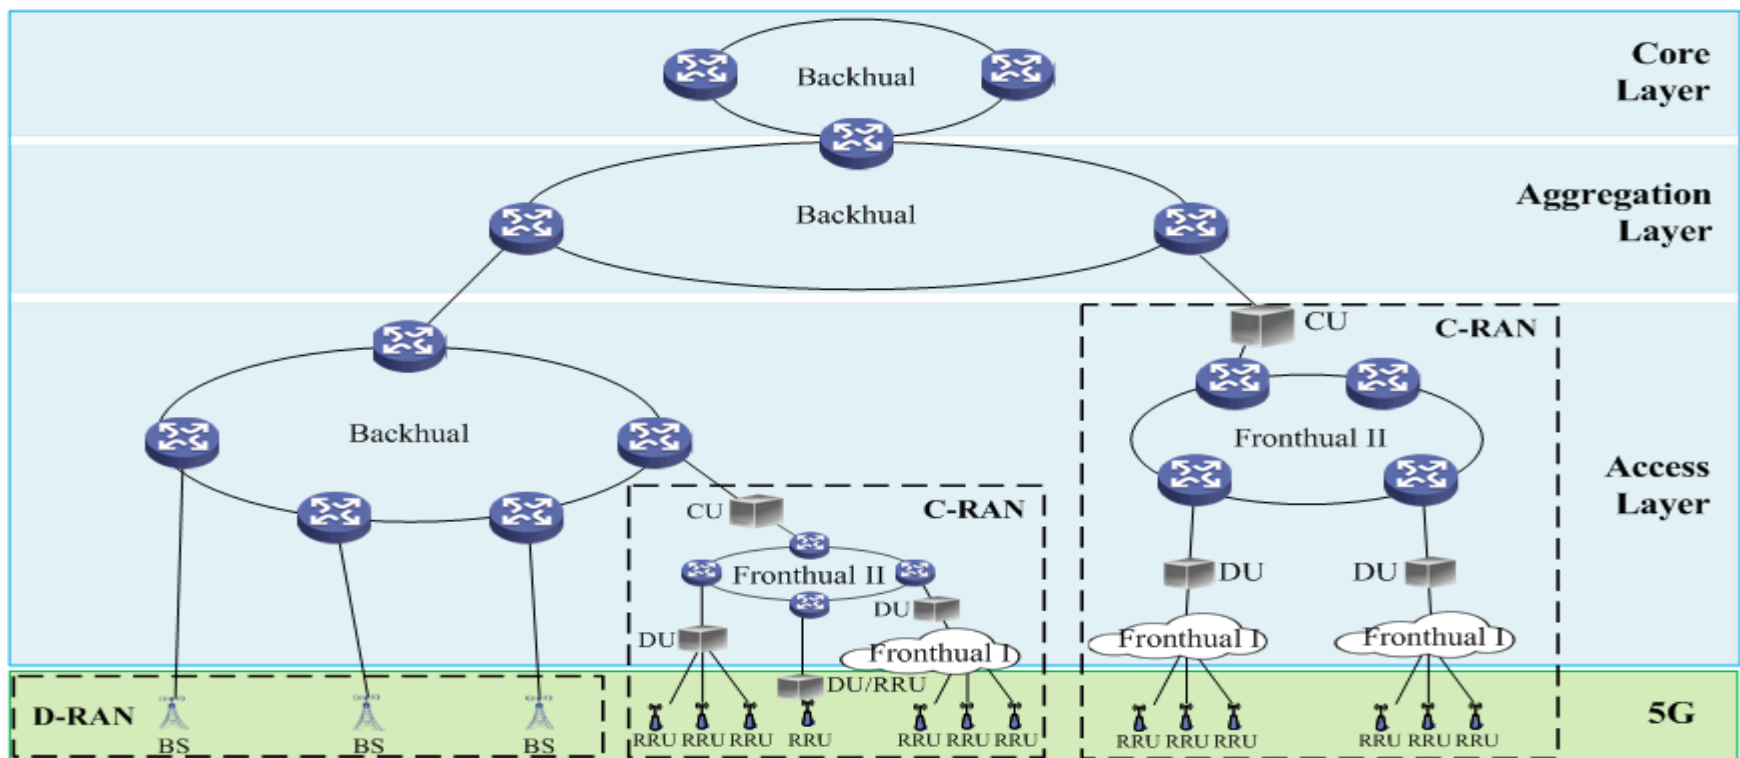 Core
Layer
Backhual
Aggregation
Layer
Backhual
CU
C-RAN
Backhual
Fronthual II
Access
Layer
CU
C-RAN
Fronthual II
DU
DU
DU
DU
Fronthual I
Fronthual I
Fronthual I
DU/RRU
D-RAN
5G
BS
BS
BS
RRU
RRU
RRU
RRU
RRU
RRU
RRU
RRU
RRU
RRU
RRU
RRU
RRU